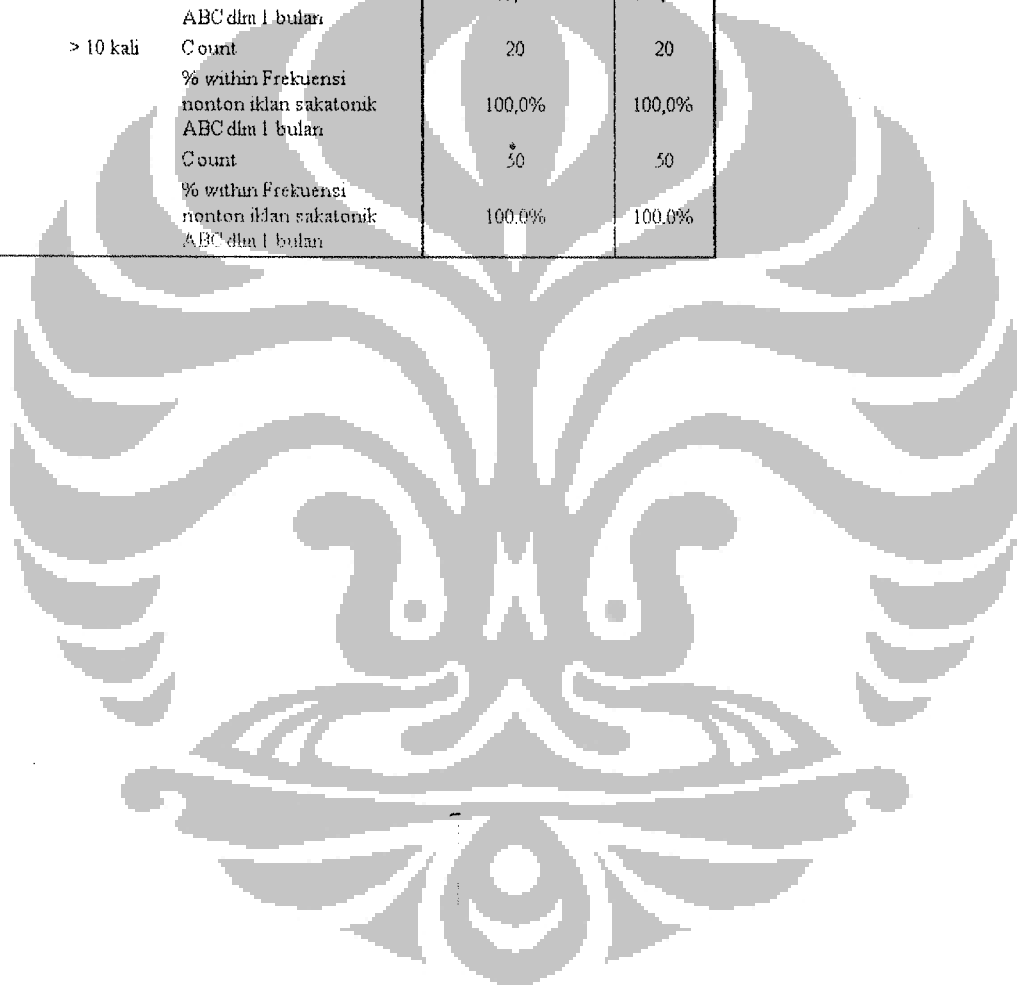 ABC dlm 1 bulan
> 10 kali Count 20 20
% within Frekuensi
nonton iklan sakatonik 100,0% 100,0%
ABC dlm 1 bulan
Count 50 50
% within Frekuensi
nonton iklan sakatonik 100.0% 100.0%
ABC dlm 1 bulan